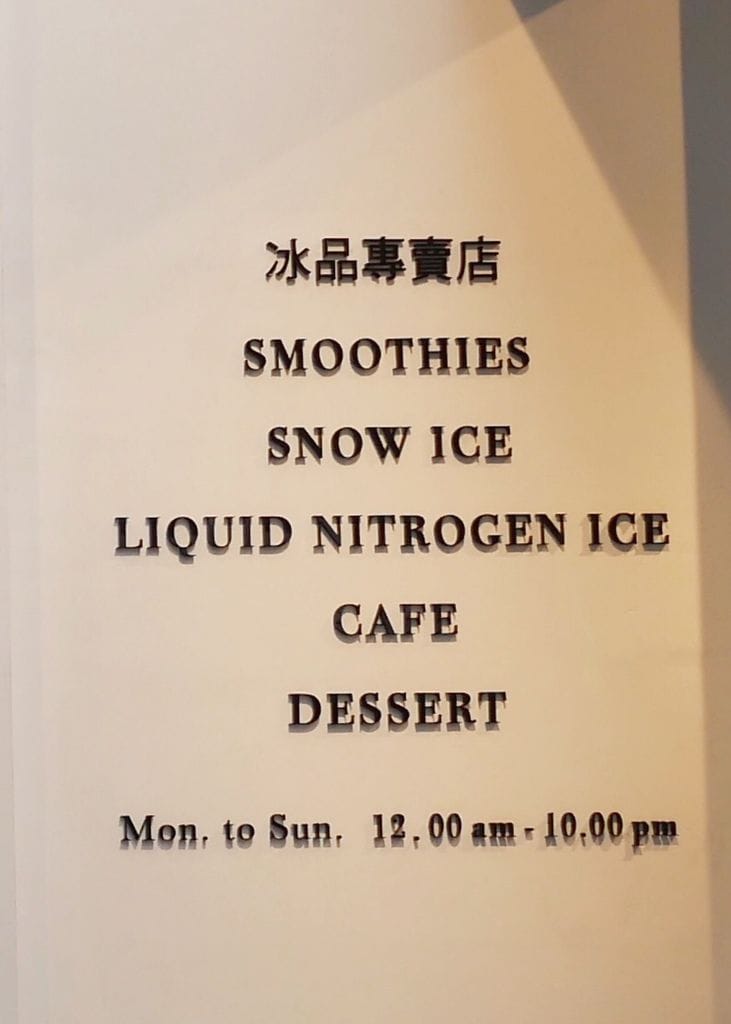 冰品專賣店
SMOOTHIES
SNOW ICE
LIQUID NITROGEN ICE
CAFE
DESSERT
Mon. to Sun. 12.00 am - 10.00 pm